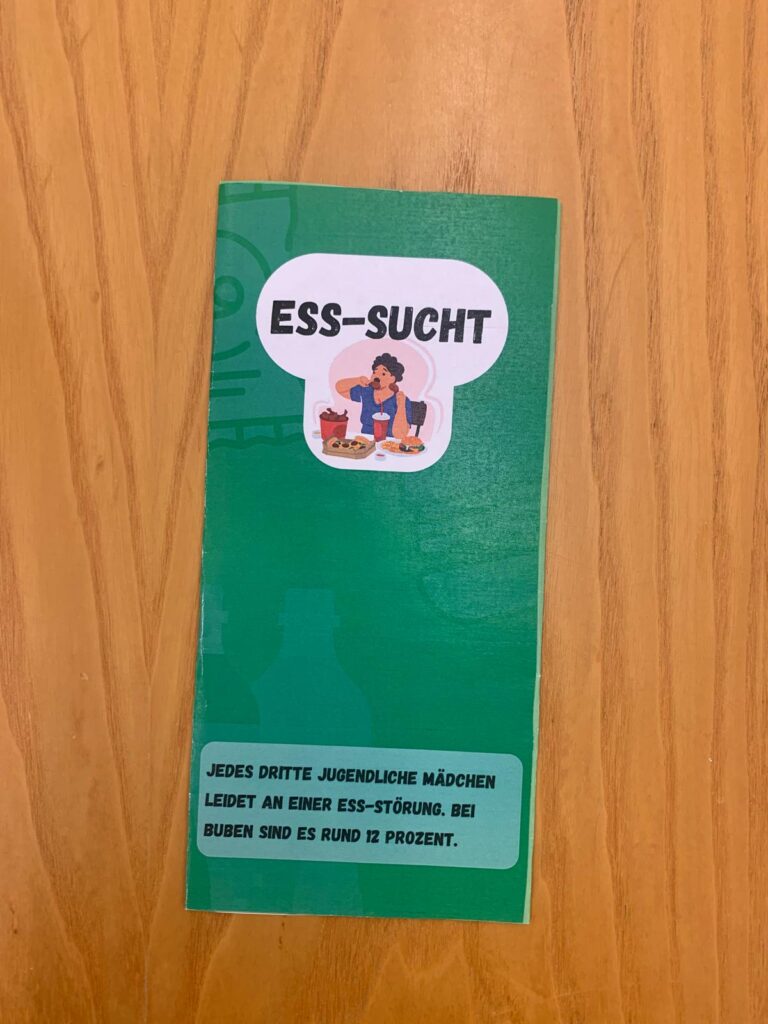 ESS-SUCHT
JEDES DRITTE JUGENDLICHE MÄDCHEN
LEIDET AN EINER ESS-STÖRUNG. BEI
BUBEN SIND ES RUND 12 PROZENT.